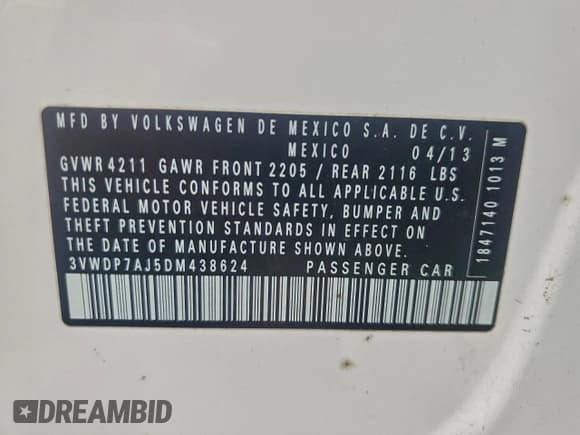 MFD BY VOLKSWAGEN DE MEXICO S.A. DE C.V.
MEXICO 04/13
GVWR 4211 GAWR FRONT 2205 / REAR 2116 LBS
THIS VEHICLE CONFORMS TO ALL APPLICABLE U.S.
FEDERAL MOTOR VEHICLE SAFETY, BUMPER AND
THEFT PREVENTION STANDARDS IN EFFECT ON
THE DATE OF MANUFACTURE SHOWN ABOVE.
3VWDP7AJ5DM438624 PASSENGER CAR
1847140 1013 M
DREAMBID